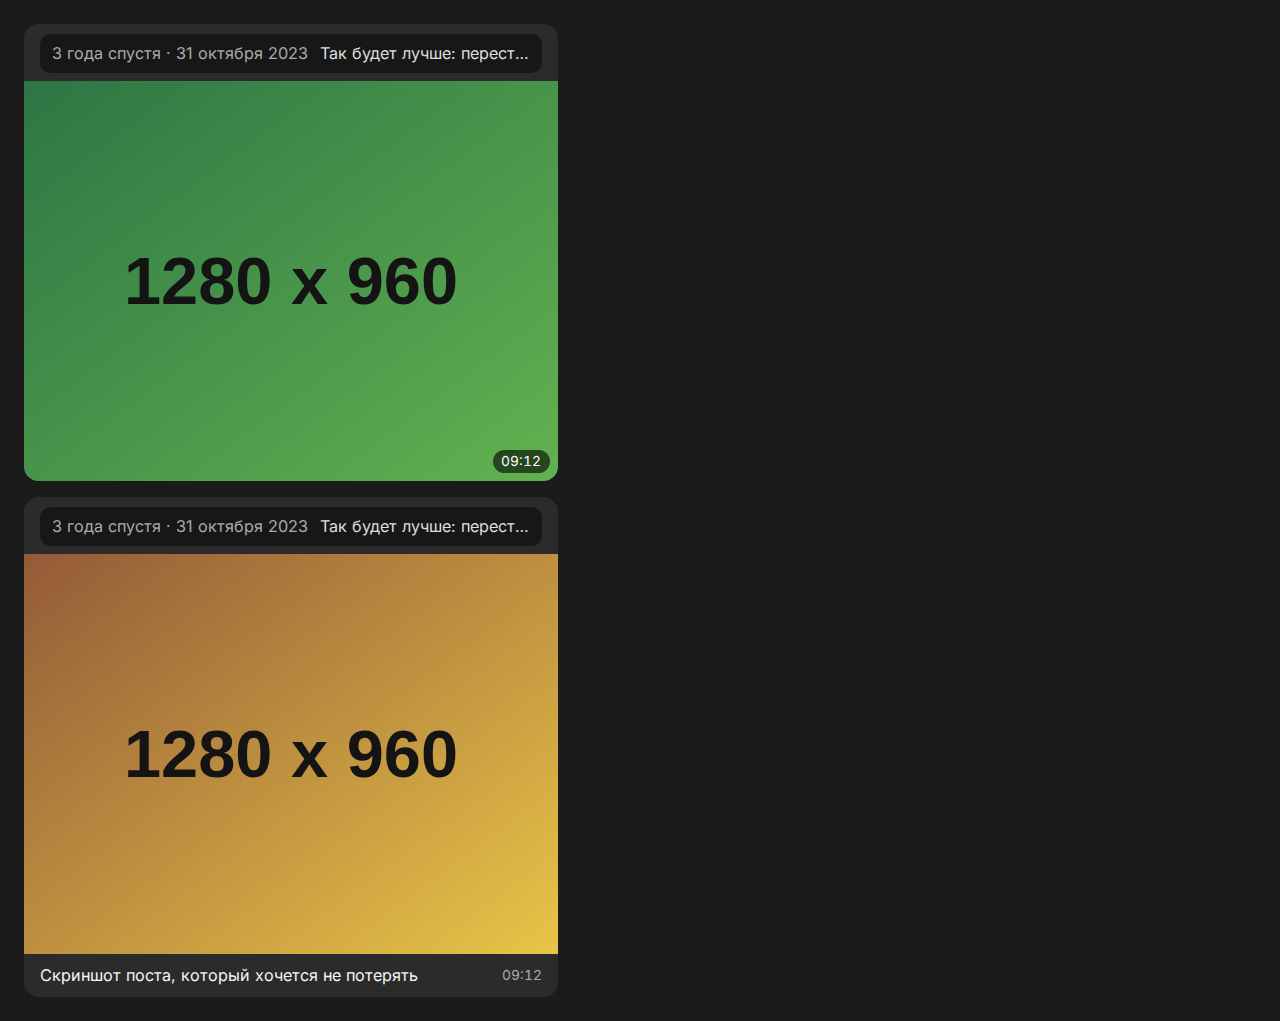 3 года спустя · 31 октября 2023 Так будет лучше: перест...
1280 x 960
09:12
3 года спустя · 31 октября 2023 Так будет лучше: перест...
1280 x 960
Скриншот поста, который хочется не потерять 09:12